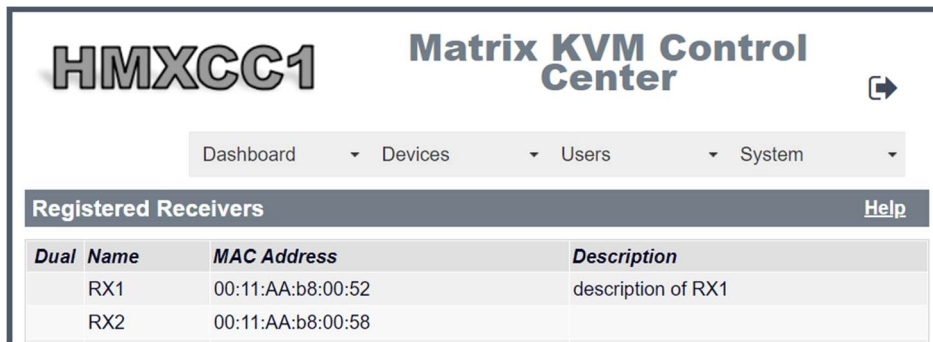 HMXCC1
Matrix KVM Control
Center
Dashboard Devices Users System
Registered Receivers Help
Dual Name MAC Address Description
RX1 00:11:AA:b8:00:52 description of RX1
RX2 00:11:AA:b8:00:58